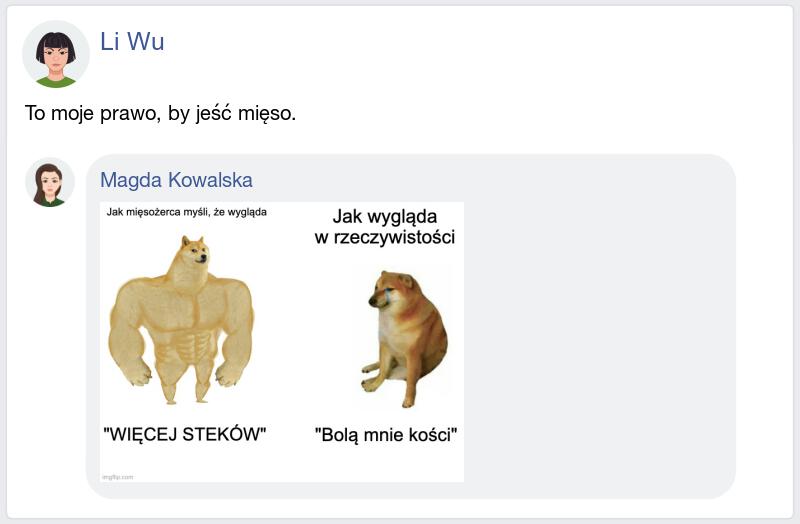 Li Wu
To moje prawo, by jeść mięso.
Magda Kowalska
Jak mięsożerca myśli, że wygląda
Jak wygląda
w rzeczywistości
"WIĘCEJ STEKÓW"
"Bolą mnie kości"
imgflip.com